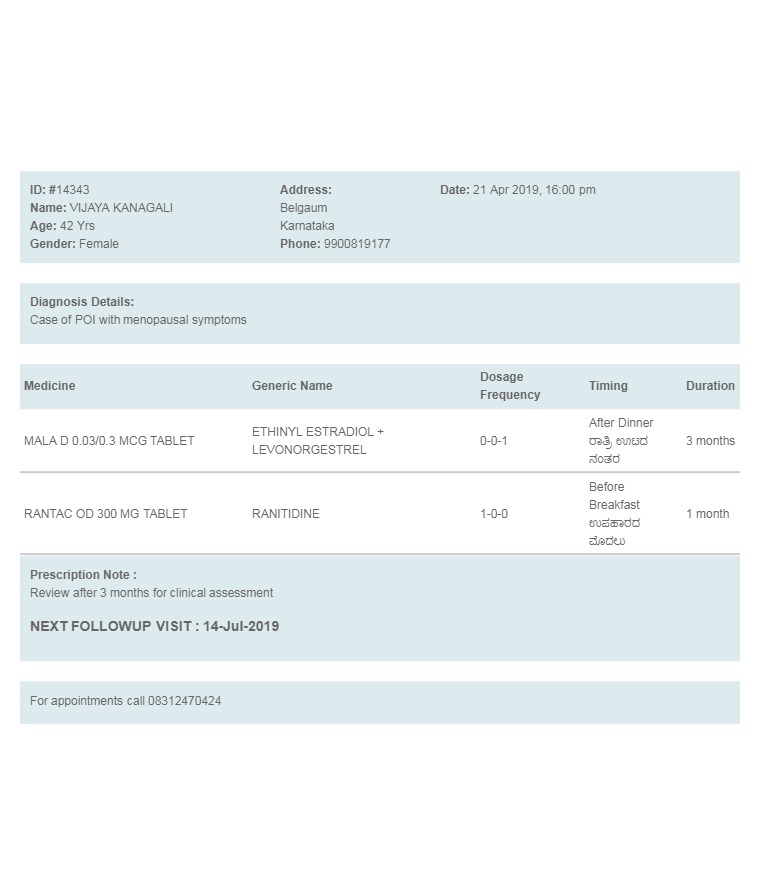 ID: #14343
Name: VIJAYA KANAGALI
Age: 42 Yrs
Gender: Female
Address:
Belgaum
Karnataka
Phone: 9900819177
Date: 21 Apr 2019, 16:00 pm
Diagnosis Details:
Case of POI with menopausal symptoms
Medicine Generic Name Dosage Frequency Timing Duration
MALA D 0.03/0.3 MCG TABLET
ETHINYL ESTRADIOL +
LEVONORGESTREL
0-0-1
After Dinner
ರಾತ್ರಿ ಊಟದ
ನಂತರ
3 months
RANTAC OD 300 MG TABLET
RANITIDINE
1-0-0
Before
Breakfast
ಉಪಹಾರದ
ಮೊದಲು
1 month
Prescription Note :
Review after 3 months for clinical assessment
NEXT FOLLOWUP VISIT : 14-Jul-2019
For appointments call 08312470424